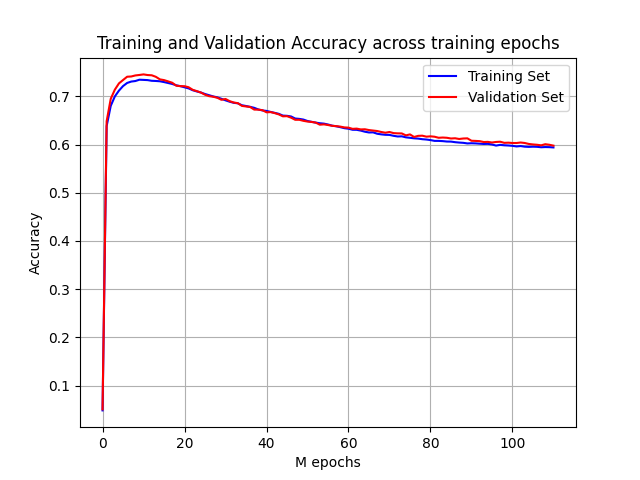 Training and Validation Accuracy across training epochs
Training Set
Validation Set
Accuracy
0.7
0.6
0.5
0.4
0.3
0.2
0.1
0 20 40 60 80 100
M epochs